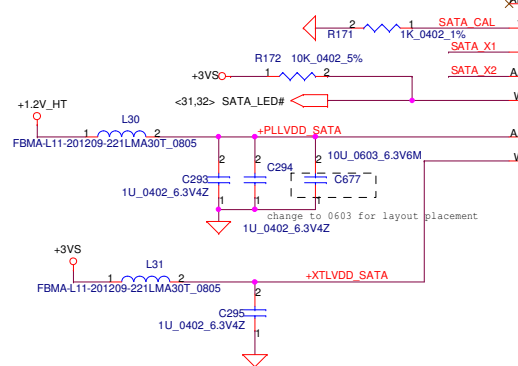 SATA_CAL
2 1
R171 1K_0402_1%
SATA_X1
R172 10K_0402_5%
+3VS 1 2 SATA_X2
<31,32> SATA_LED#
+1.2V_HT
L30
1 2 +PLLVDD_SATA
FBMA-L11-201209-221LMA30T_0805
2 2 2 10U_0603_6.3V6M
C293 C294 C677
1U_0402_6.3V4Z
1 1 1
change to 0603 for layout placement
1U_0402_6.3V4Z
+3VS
L31
1 2 +XTLVDD_SATA
FBMA-L11-201209-221LMA30T_0805
2
C295
1U_0402_6.3V4Z
1